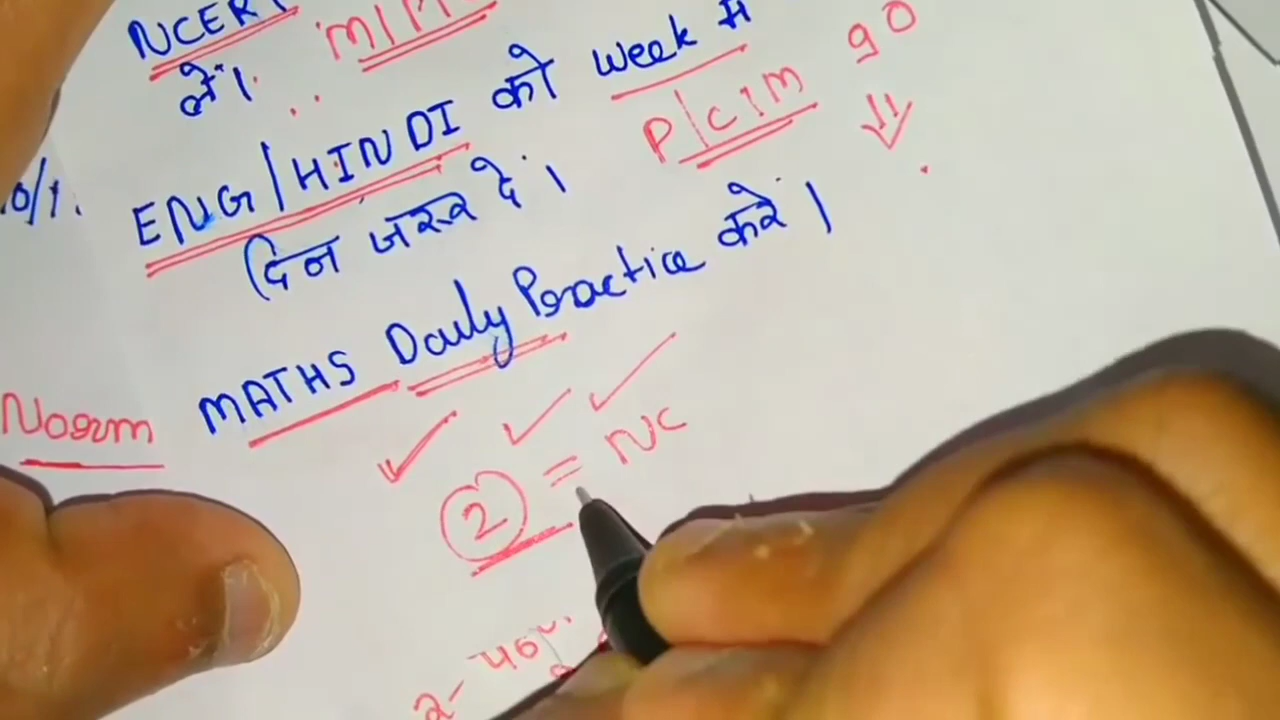 NCERT
में।
ENG/HINDI को week में
P/C/M 90
दिन जरूर दे।
MATHS Daily Practice करे।
Norm
2 = NC